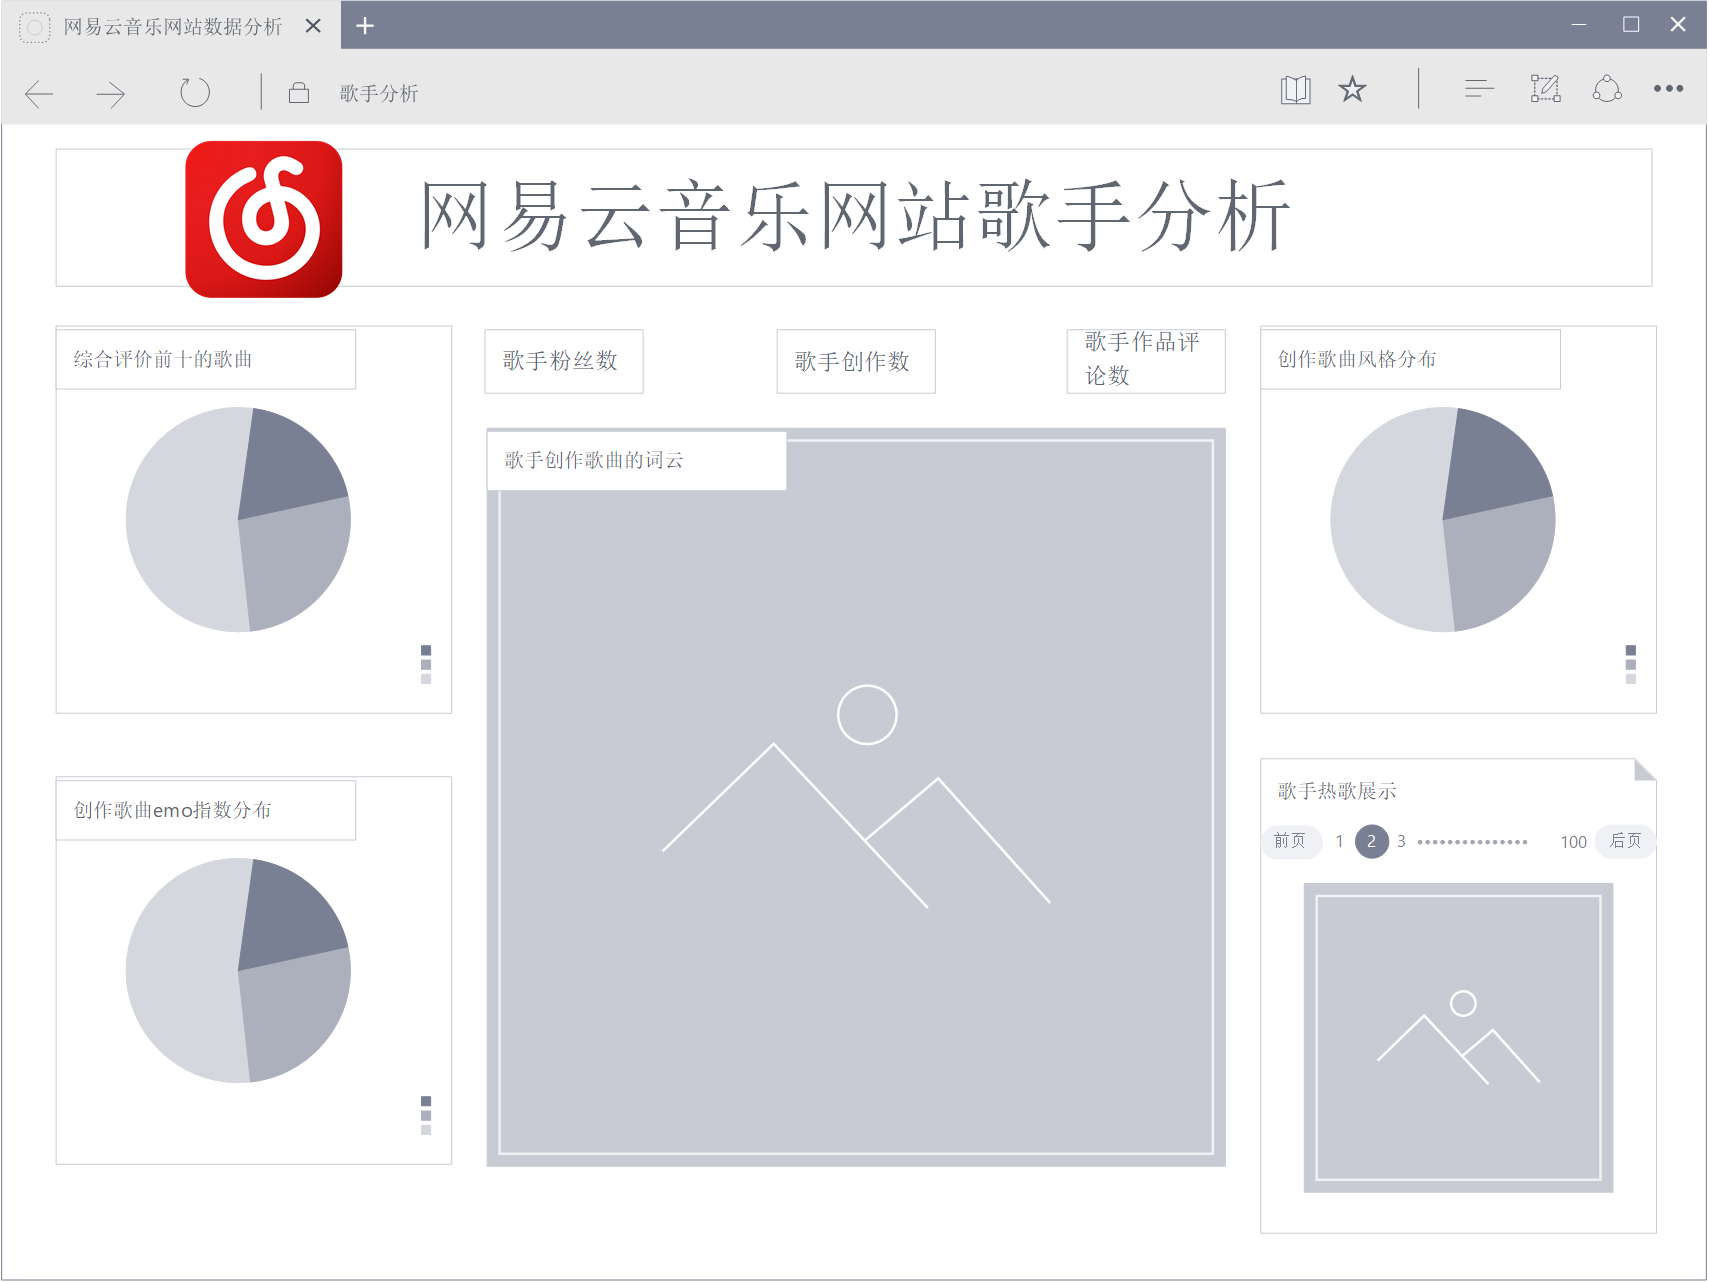 网易云音乐网站数据分析
歌手分析
网易云音乐网站歌手分析
综合评价前十的歌曲
歌手粉丝数
歌手创作数
歌手作品评
论数
创作歌曲风格分布
歌手创作歌曲的词云
创作歌曲emo指数分布
歌手热歌展示
前页 1 2 3 100 后页